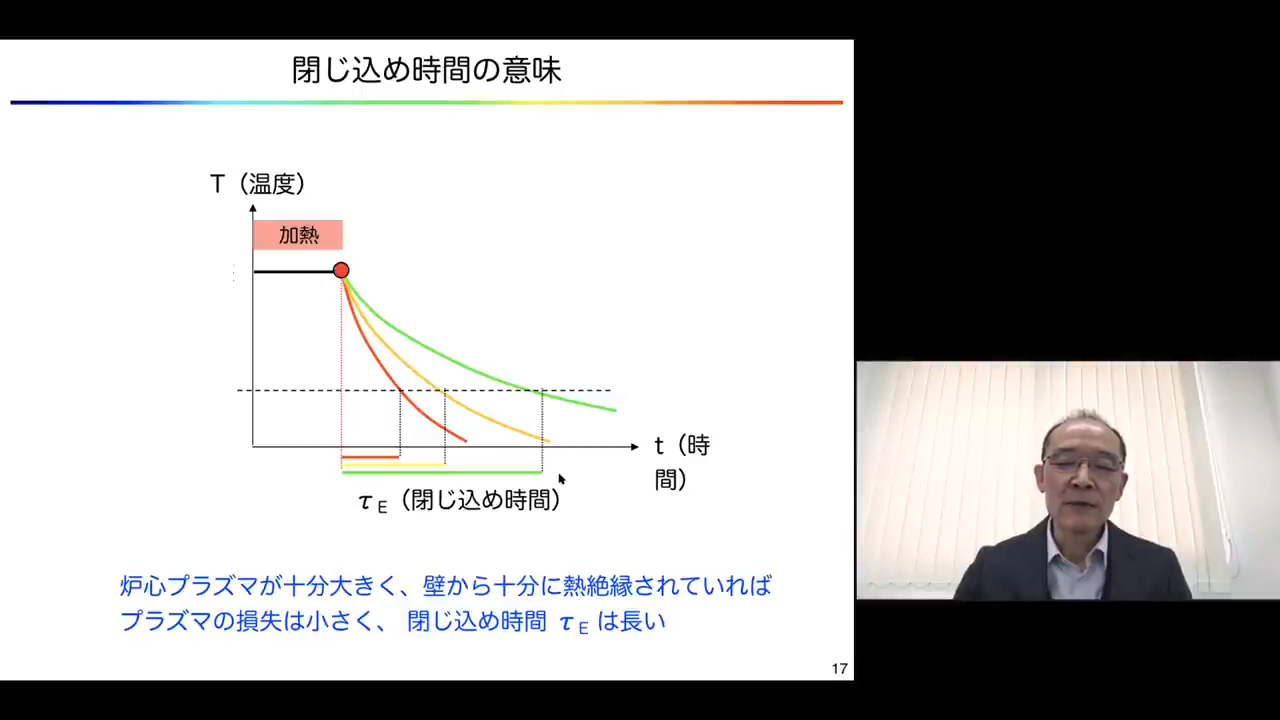 閉じ込め時間の意味
T（温度）
加熱
t（時
間）
τE（閉じ込め時間）
炉心プラズマが十分大きく、壁から十分に熱絶縁されていれば
プラズマの損失は小さく、 閉じ込め時間 τE は長い
17